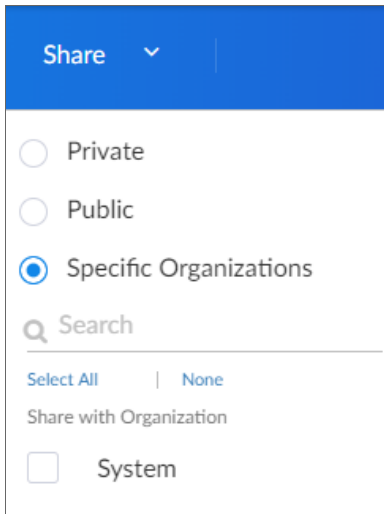 Share
Private
Public
Specific Organizations
Search
Select All | None
Share with Organization
System